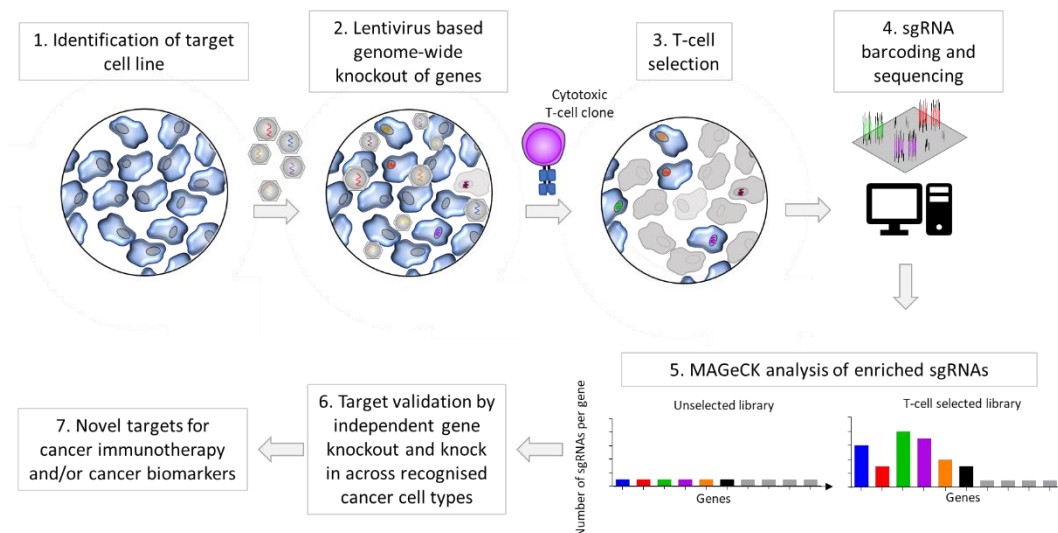 1. Identification of target
cell line
2. Lentivirus based
genome-wide
knockout of genes
Cytotoxic
T-cell clone
3. T-cell
selection
4. sgRNA
barcoding and
sequencing
5. MAGeCK analysis of enriched sgRNAs
Number of sgRNAs per gene
Unselected library
Genes
T-cell selected library
Genes
6. Target validation by
independent gene
knockout and knock
in across recognised
cancer cell types
7. Novel targets for
cancer immunotherapy
and/or cancer biomarkers